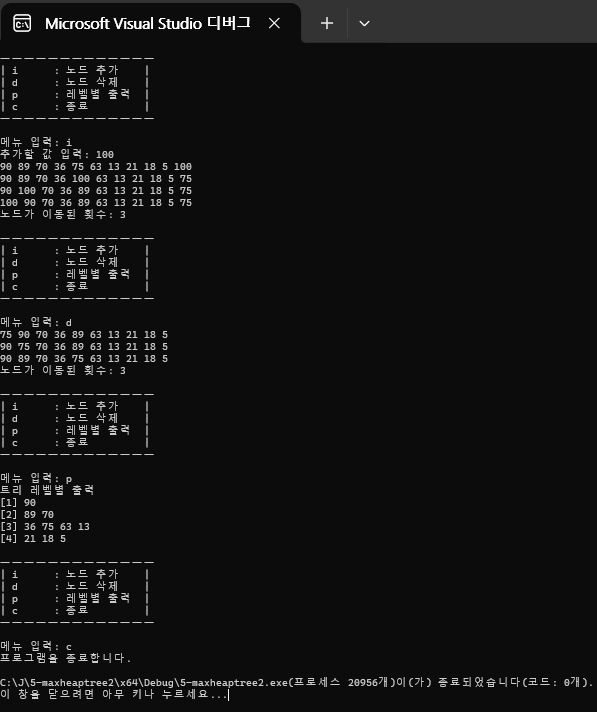 Microsoft Visual Studio 디버그
─────────────
| i : 노드 추가 |
| d : 노드 삭제 |
| p : 레벨별 출력 |
| c : 종료 |
─────────────
메뉴 입력: i
추가할 값 입력: 100
90 89 70 36 75 63 13 21 18 5 100
90 89 70 36 100 63 13 21 18 5 75
90 100 70 36 89 63 13 21 18 5 75
100 90 70 36 89 63 13 21 18 5 75
노드가 이동된 횟수: 3
─────────────
| i : 노드 추가 |
| d : 노드 삭제 |
| p : 레벨별 출력 |
| c : 종료 |
─────────────
메뉴 입력: d
75 90 70 36 89 63 13 21 18 5
90 75 70 36 89 63 13 21 18 5
90 89 70 36 75 63 13 21 18 5
노드가 이동된 횟수: 3
─────────────
| i : 노드 추가 |
| d : 노드 삭제 |
| p : 레벨별 출력 |
| c : 종료 |
─────────────
메뉴 입력: p
트리 레벨별 출력
[1] 90
[2] 89 70
[3] 36 75 63 13
[4] 21 18 5
─────────────
| i : 노드 추가 |
| d : 노드 삭제 |
| p : 레벨별 출력 |
| c : 종료 |
─────────────
메뉴 입력: c
프로그램을 종료합니다.
C:\J\5-maxheaptree2\x64\Debug\5-maxheaptree2.exe(프로세스 20956개)이(가) 종료되었습니다(코드: 0개).
이 창을 닫으려면 아무 키나 누르세요...